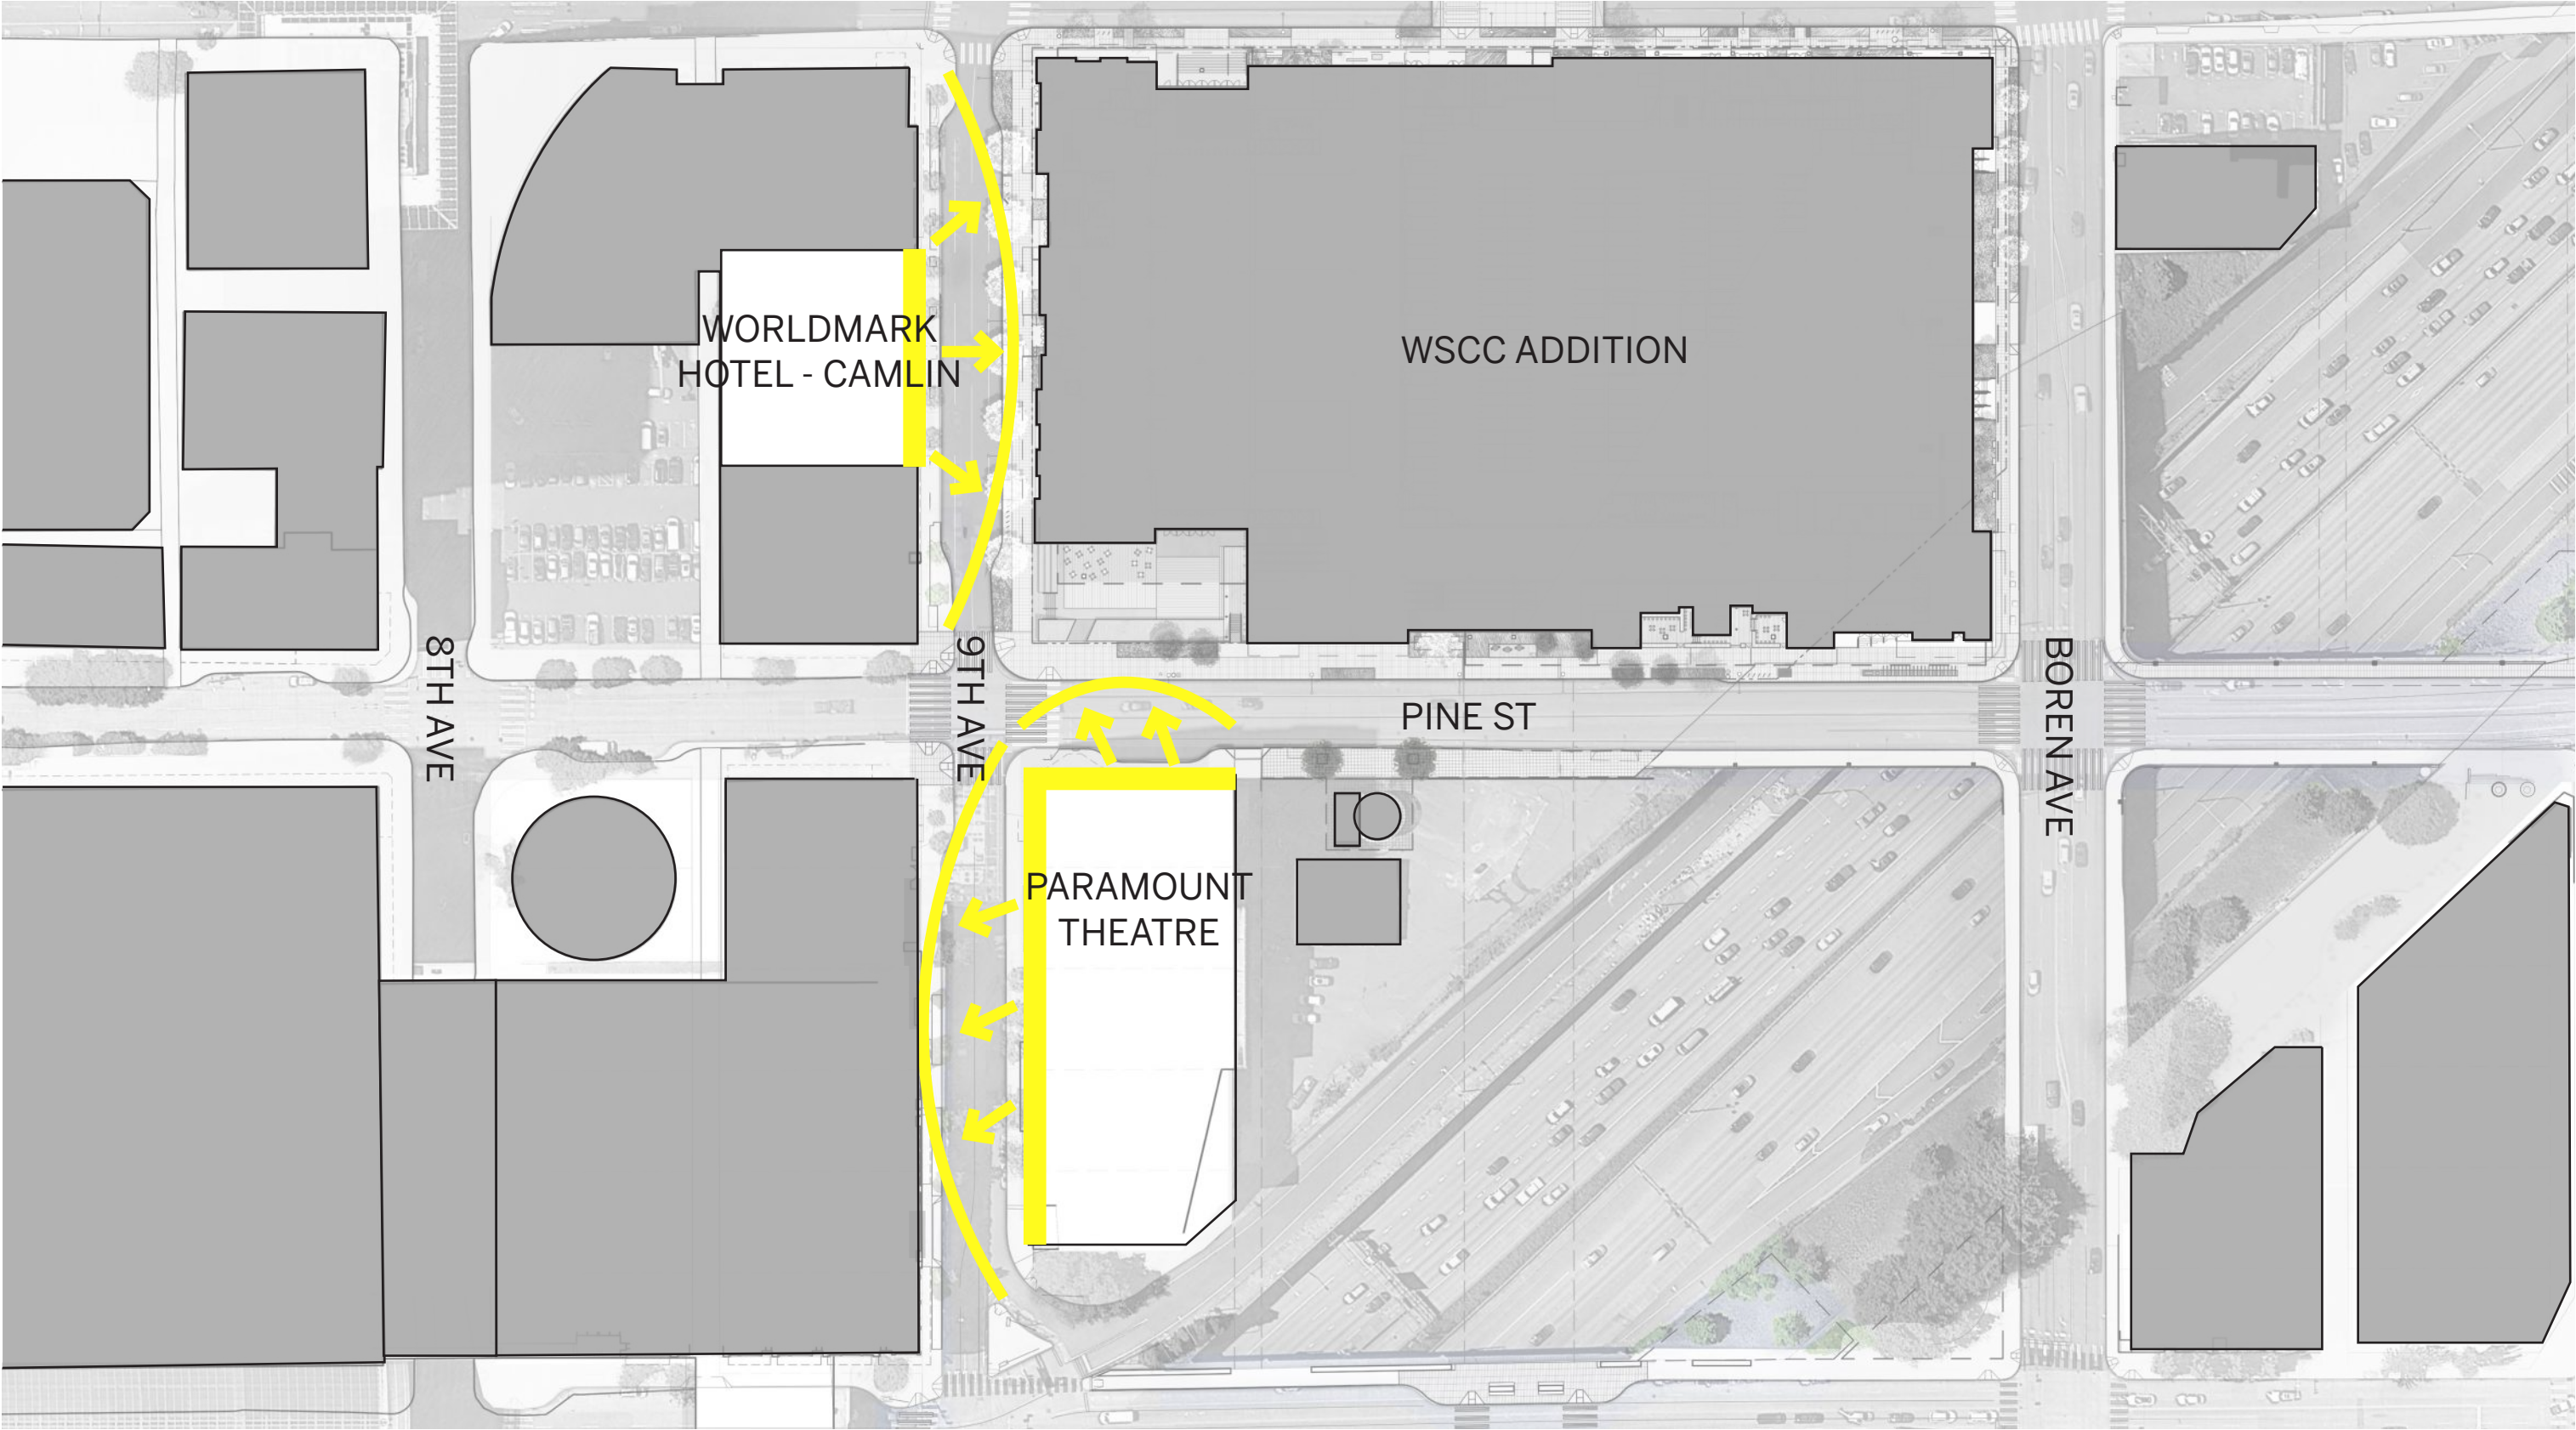 WORLDMARK
HOTEL - CAMLIN
WSCC ADDITION
8TH AVE
9TH AVE
PINE ST
BOREN AVE
PARAMOUNT
THEATRE